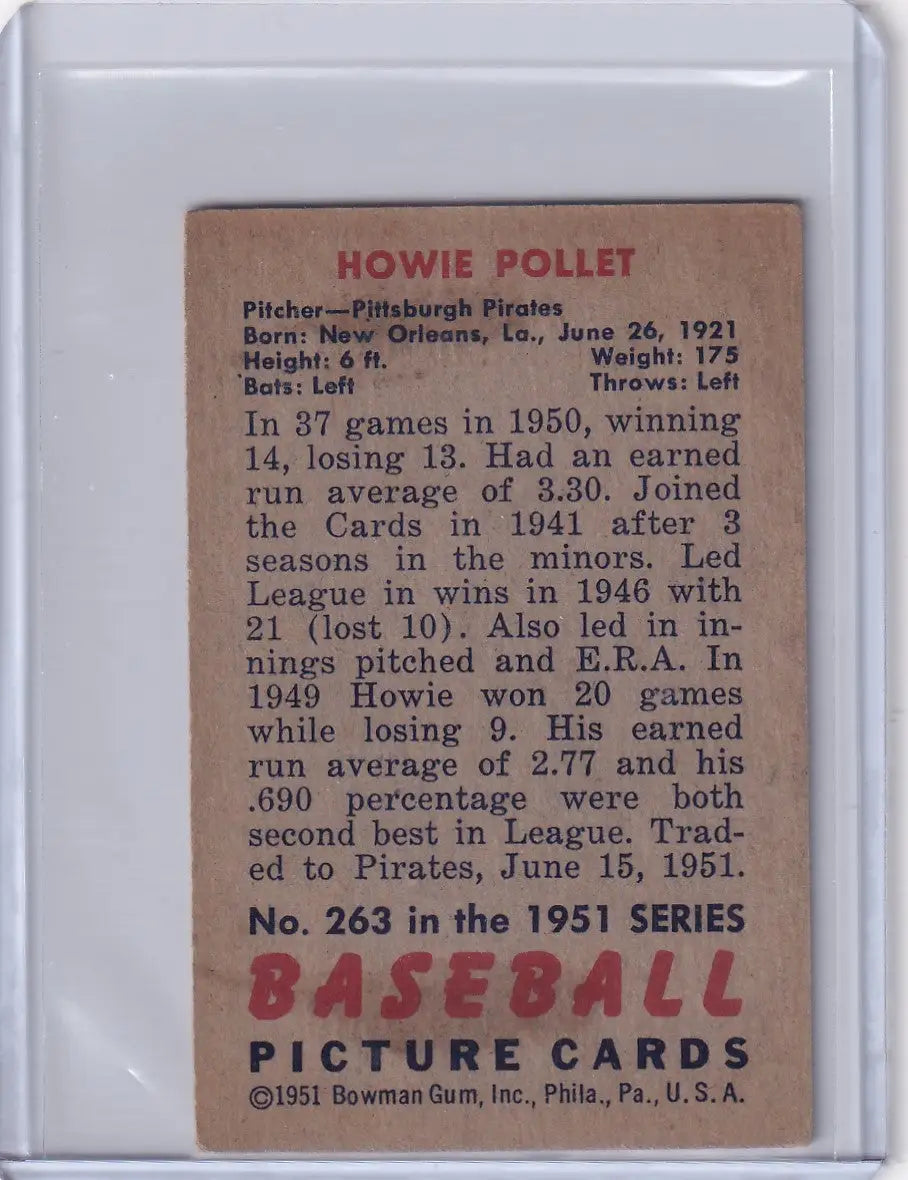 HOWIE POLLET
Pitcher—Pittsburgh Pirates
Born: New Orleans, La., June 26, 1921
Height: 6 ft. Weight: 175
Bats: Left Throws: Left
In 37 games in 1950, winning
14, losing 13. Had an earned
run average of 3.30. Joined
the Cards in 1941 after 3
seasons in the minors. Led
League in wins in 1946 with
21 (lost 10). Also led in in-
nings pitched and E.R.A. In
1949 Howie won 20 games
while losing 9. His earned
run average of 2.77 and his
.690 percentage were both
second best in League. Trad-
ed to Pirates, June 15, 1951.
No. 263 in the 1951 SERIES
BASEBALL
PICTURE CARDS
©1951 Bowman Gum, Inc., Phila., Pa., U. S. A.